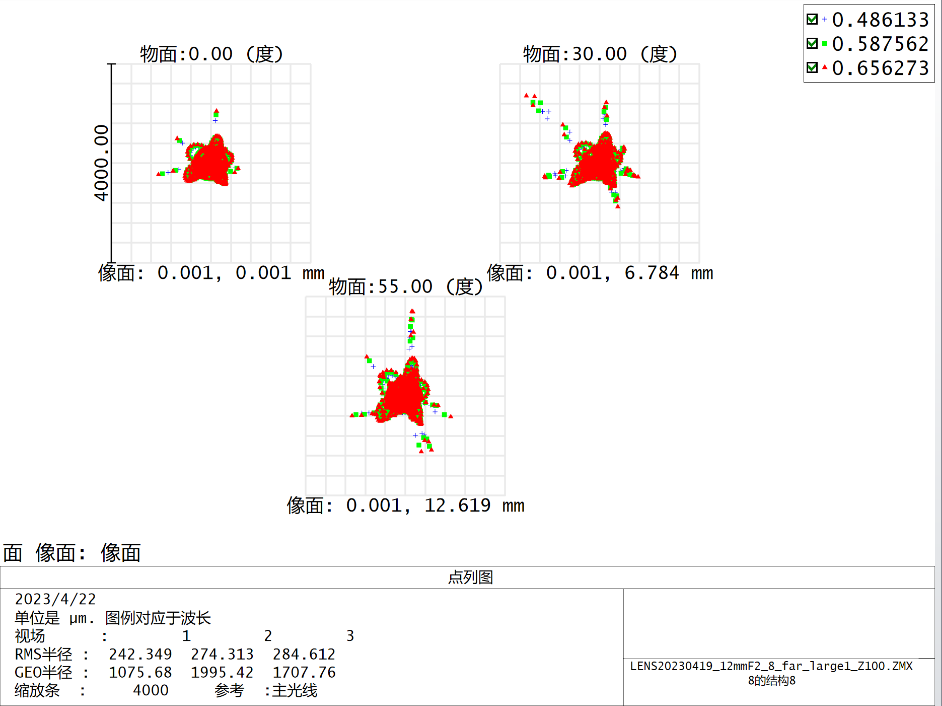 0.486133
0.587562
0.656273
物面:0.00 (度)
物面:30.00 (度)
4000.00
像面: 0.001, 0.001 mm
像面: 0.001, 6.784 mm
物面:55.00 (度)
像面: 0.001, 12.619 mm
面 像面: 像面
点列图
2023/4/22
单位是 µm. 图例对应于波长
视场 : 1 2 3
RMS半径 : 242.349 274.313 284.612
GEO半径 : 1075.68 1995.42 1707.76
缩放条 : 4000 参考 :主光线
LENS20230419_12mmF2_8_far_large1_Z100.ZMX
8的结构8